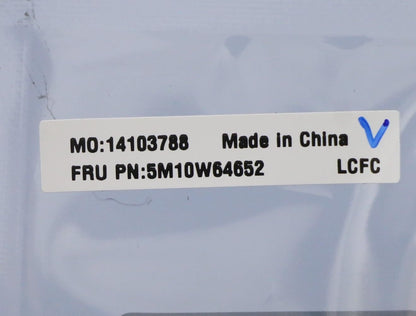 MO:14103788 Made in China
FRU PN:5M10W64652 LCFC